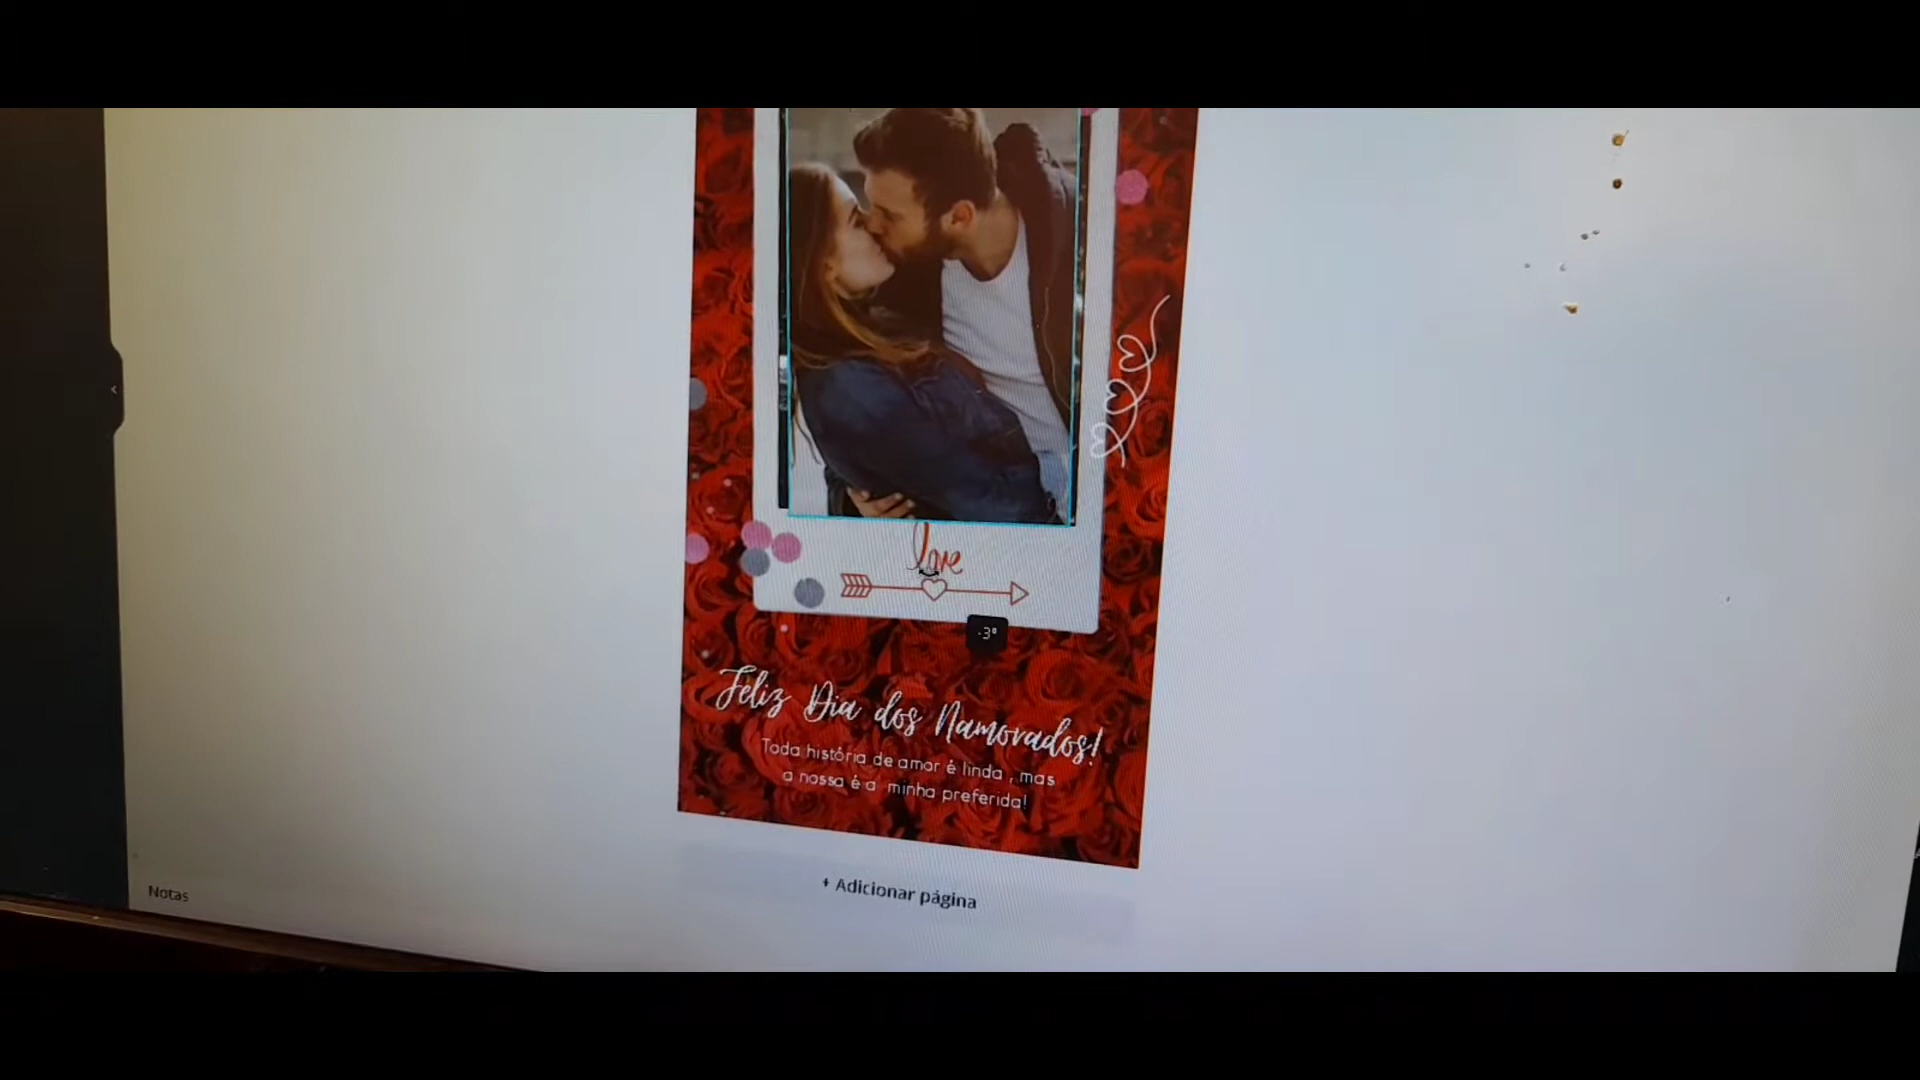 love
-3°
Feliz Dia dos Namorados!
Toda história de amor é linda , mas
a nossa é a minha preferida!
+ Adicionar página
Notas